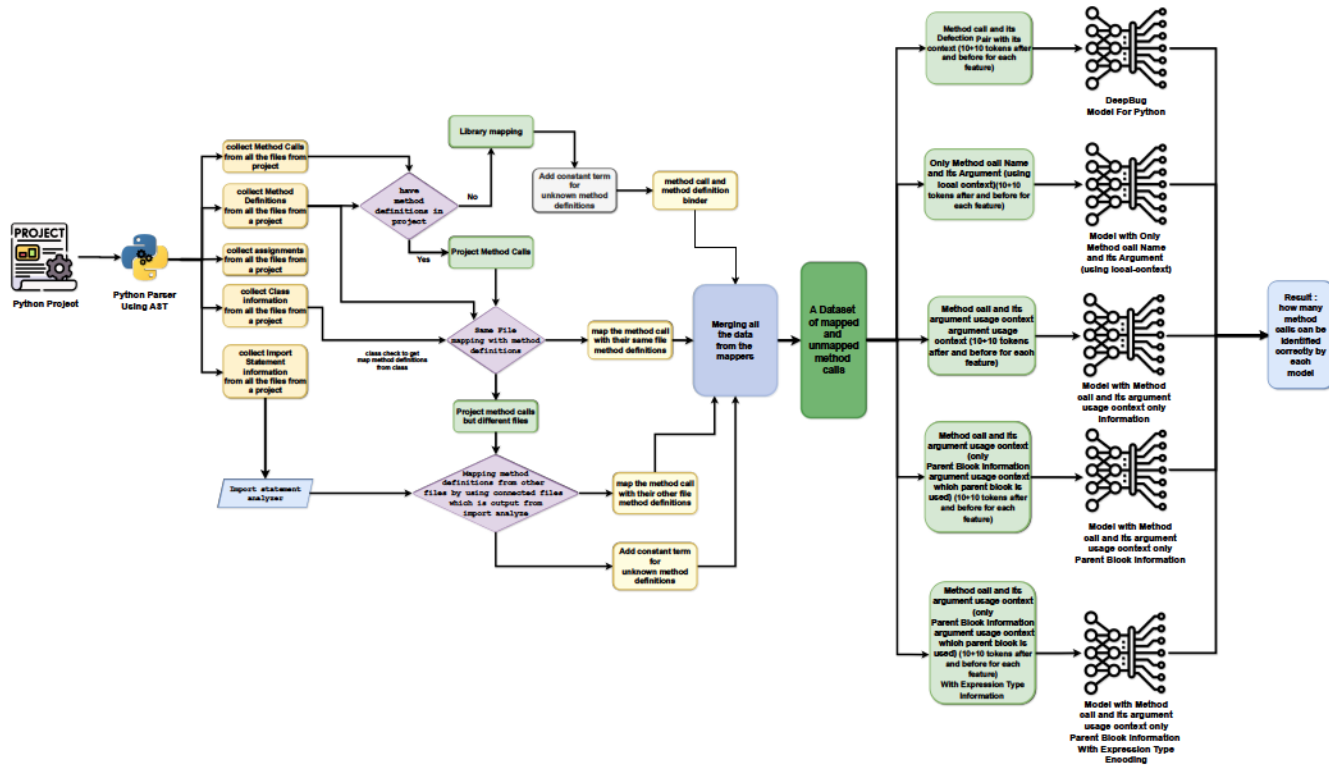 PROJECT
Python Project
Python Parser
Using AST
collect Method Calls
from all the files from
project
collect Method
Definitions
from all the files from
a project
collect assignments
from all the files from
a project
collect Class
information
from all the files from
a project
collect Import
Statement
information
from all the files from
a project
Import statement
analyzer
have
method
definitions in
project
No
Yes
Library mapping
Add constant term
for
unknown method
definitions
method call and
method definition
binder
Project Method Calls
Same File
mapping with method
definitions
class check to get
map method definitions
from class
map the method call
with their same file
method definitions
Project method calls
but different files
Mapping method
definitions from other
files by using connected files
which is output from
import analyze
map the method call
with their other file
method definitions
Add constant term
for
unknown method
definitions
Merging all
the data
from the
mappers
A Dataset
of mapped
and
unmapped
method
calls
Method call and its
Defection Pair with its
context (10+10 tokens after
and before for each
feature)
DeepBug
Model For Python
Only Method call Name
and Its Argument (using
local context)(10+10
tokens after and before for
each feature)
Model with Only
Method call Name
and Its Argument
(using local-context)
Method call and its
argument usage context
argument usage
context (10+10 tokens
after and before for each
feature)
Model with Method
call and Its argument
usage context only
Information
Method call and Its
argument usage context
(only
Parent Block Information
argument usage context
which parent block is
used) (10+10 tokens after
and before for each
feature)
Model with Method
call and Its argument
usage context only
Parent Block Information
Method call and Its
argument usage context
(only
Parent Block Information
argument usage context
which parent block is
used) (10+10 tokens after
and before for each
feature)
With Expression Type
Information
Model with Method
call and Its argument
usage context only
Parent Block Information
With Expression Type
Encoding
Result :
how many
method
calls can be
identified
correctly by
each
model